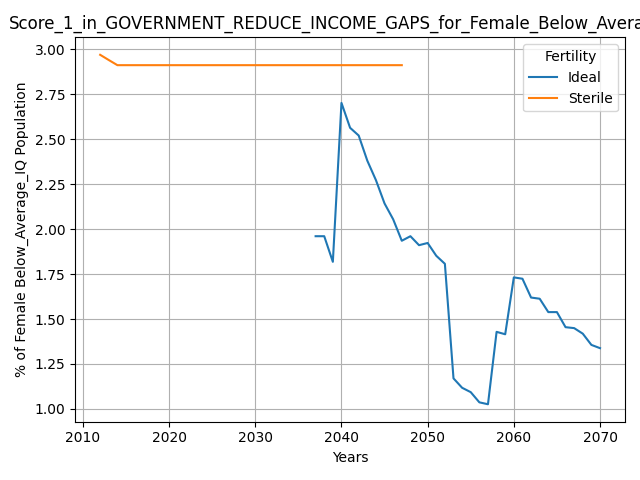 Score_1_in_GOVERNMENT_REDUCE_INCOME_GAPS_for_Female_Below_Avera
3.00
2.75
2.50
2.25
2.00
1.75
1.50
1.25
1.00
% of Female Below_Average_IQ Population
Fertility
Ideal
Sterile
2010 2020 2030 2040 2050 2060 2070
Years